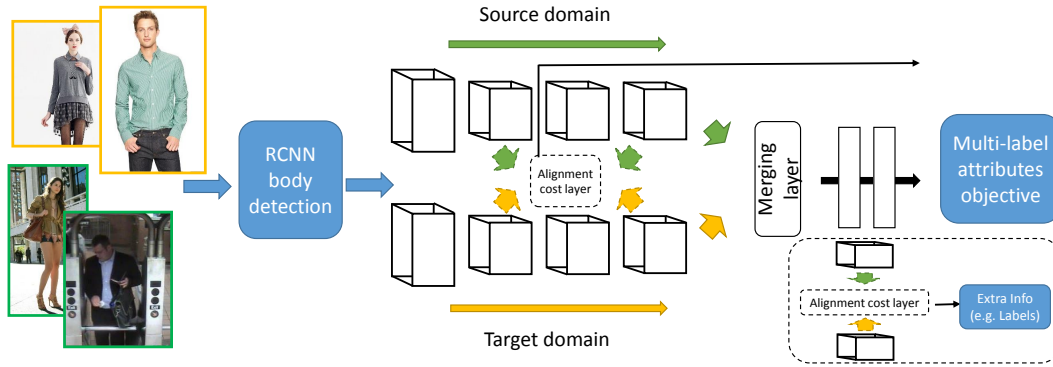 Source domain
RCNN
body
detection
Alignment
cost layer
Merging
layer
Multi-label
attributes
objective
Alignment cost layer
Extra Info
(e.g. Labels)
Target domain